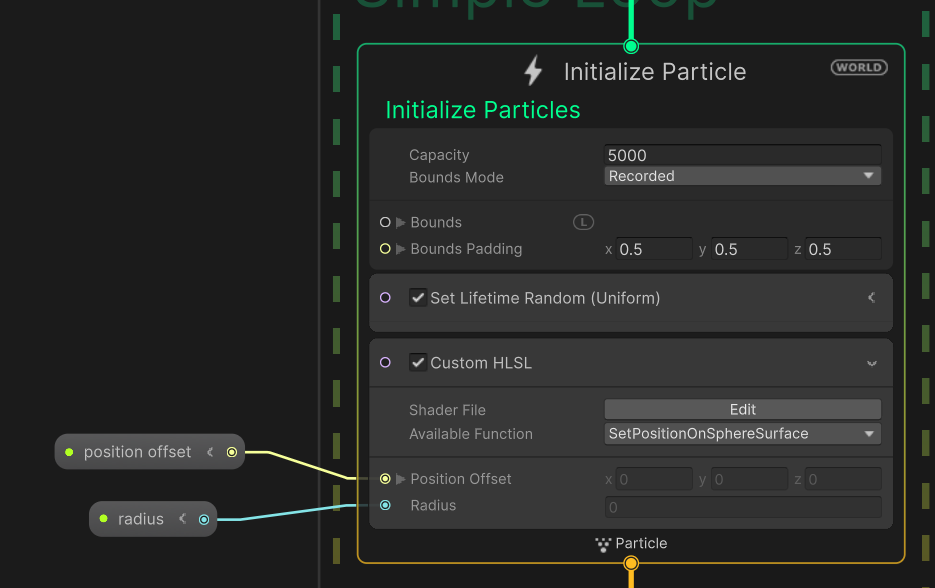 Simple Loop
Initialize Particle
WORLD
Initialize Particles
Capacity 5000
Bounds Mode Recorded
Bounds L
Bounds Padding x 0.5 y 0.5 z 0.5
Set Lifetime Random (Uniform)
Custom HLSL
Shader File Edit
Available Function SetPositionOnSphereSurface
position offset
Position Offset x 0 y 0 z 0
radius
Radius 0
Particle